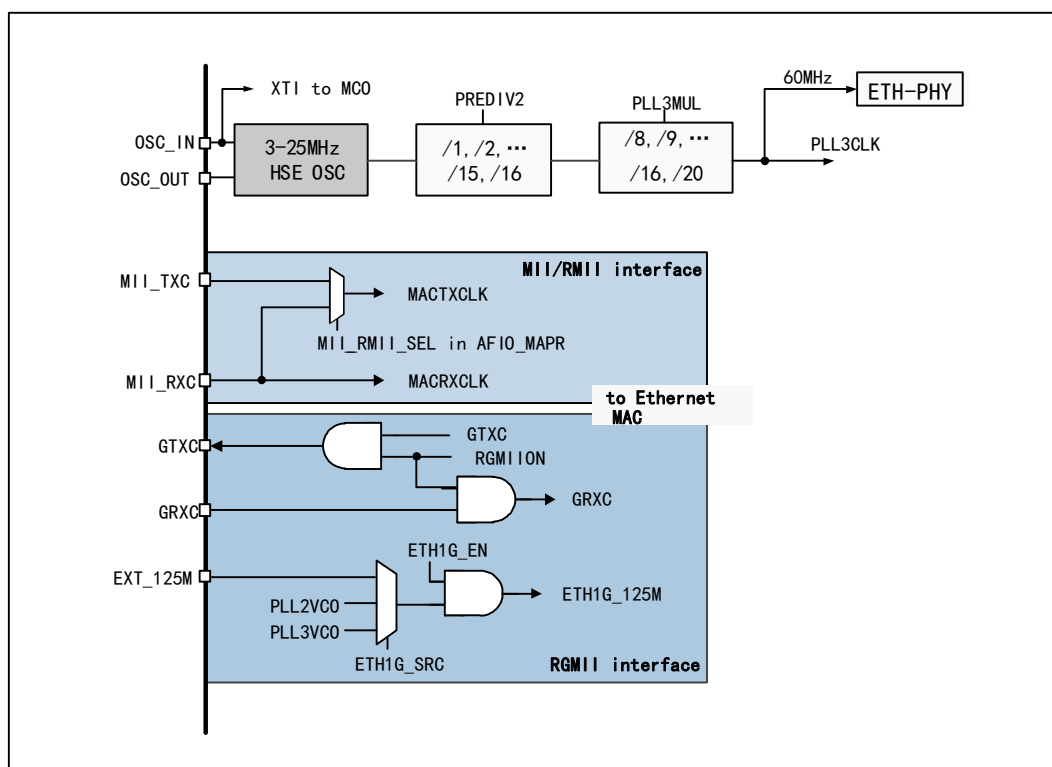 XTI to MCO
60MHz
ETH-PHY
PREDIV2
PLL3MUL
OSC_IN
3-25MHz
HSE OSC
/1, /2, …
/15, /16
/8, /9, …
/16, /20
PLL3CLK
OSC_OUT
MII/RMII interface
MII_TXC
MACTXCLK
MII_RMII_SEL in AFIO_MAPR
MII_RXC
MACRXCLK
to Ethernet
MAC
GTXC
GTXC
RGMIION
GRXC
GRXC
ETH1G_EN
EXT_125M
ETH1G_125M
PLL2VCO
PLL3VCO
ETH1G_SRC
RGMII interface